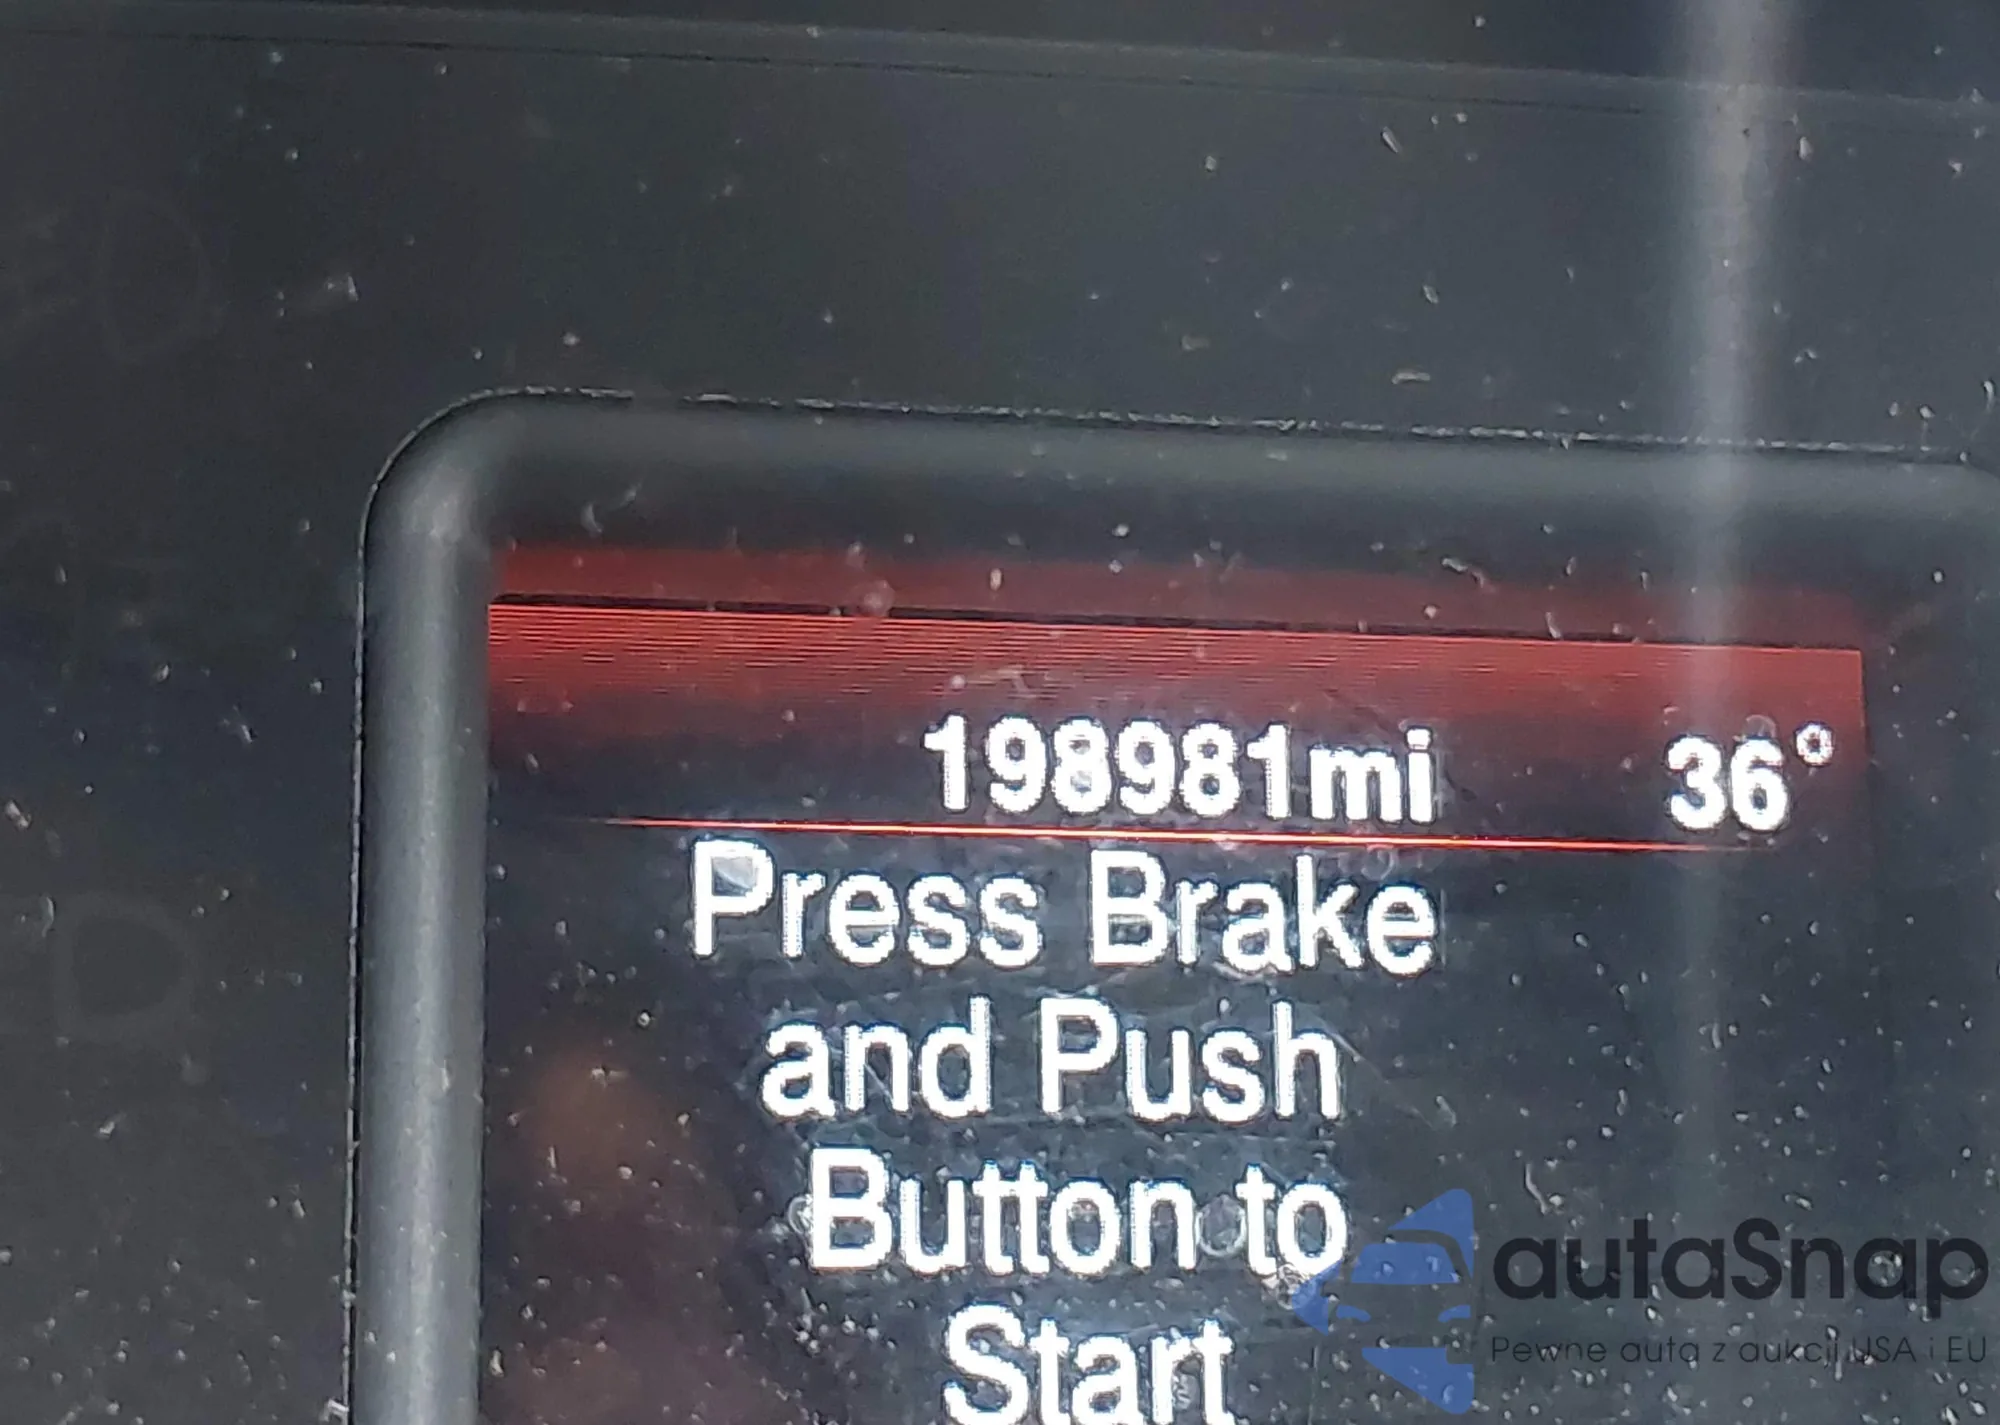 198981mi 36°
Press Brake
and Push
Button to
Start
autaSnap
Pewne auta z aukcji USA i EU